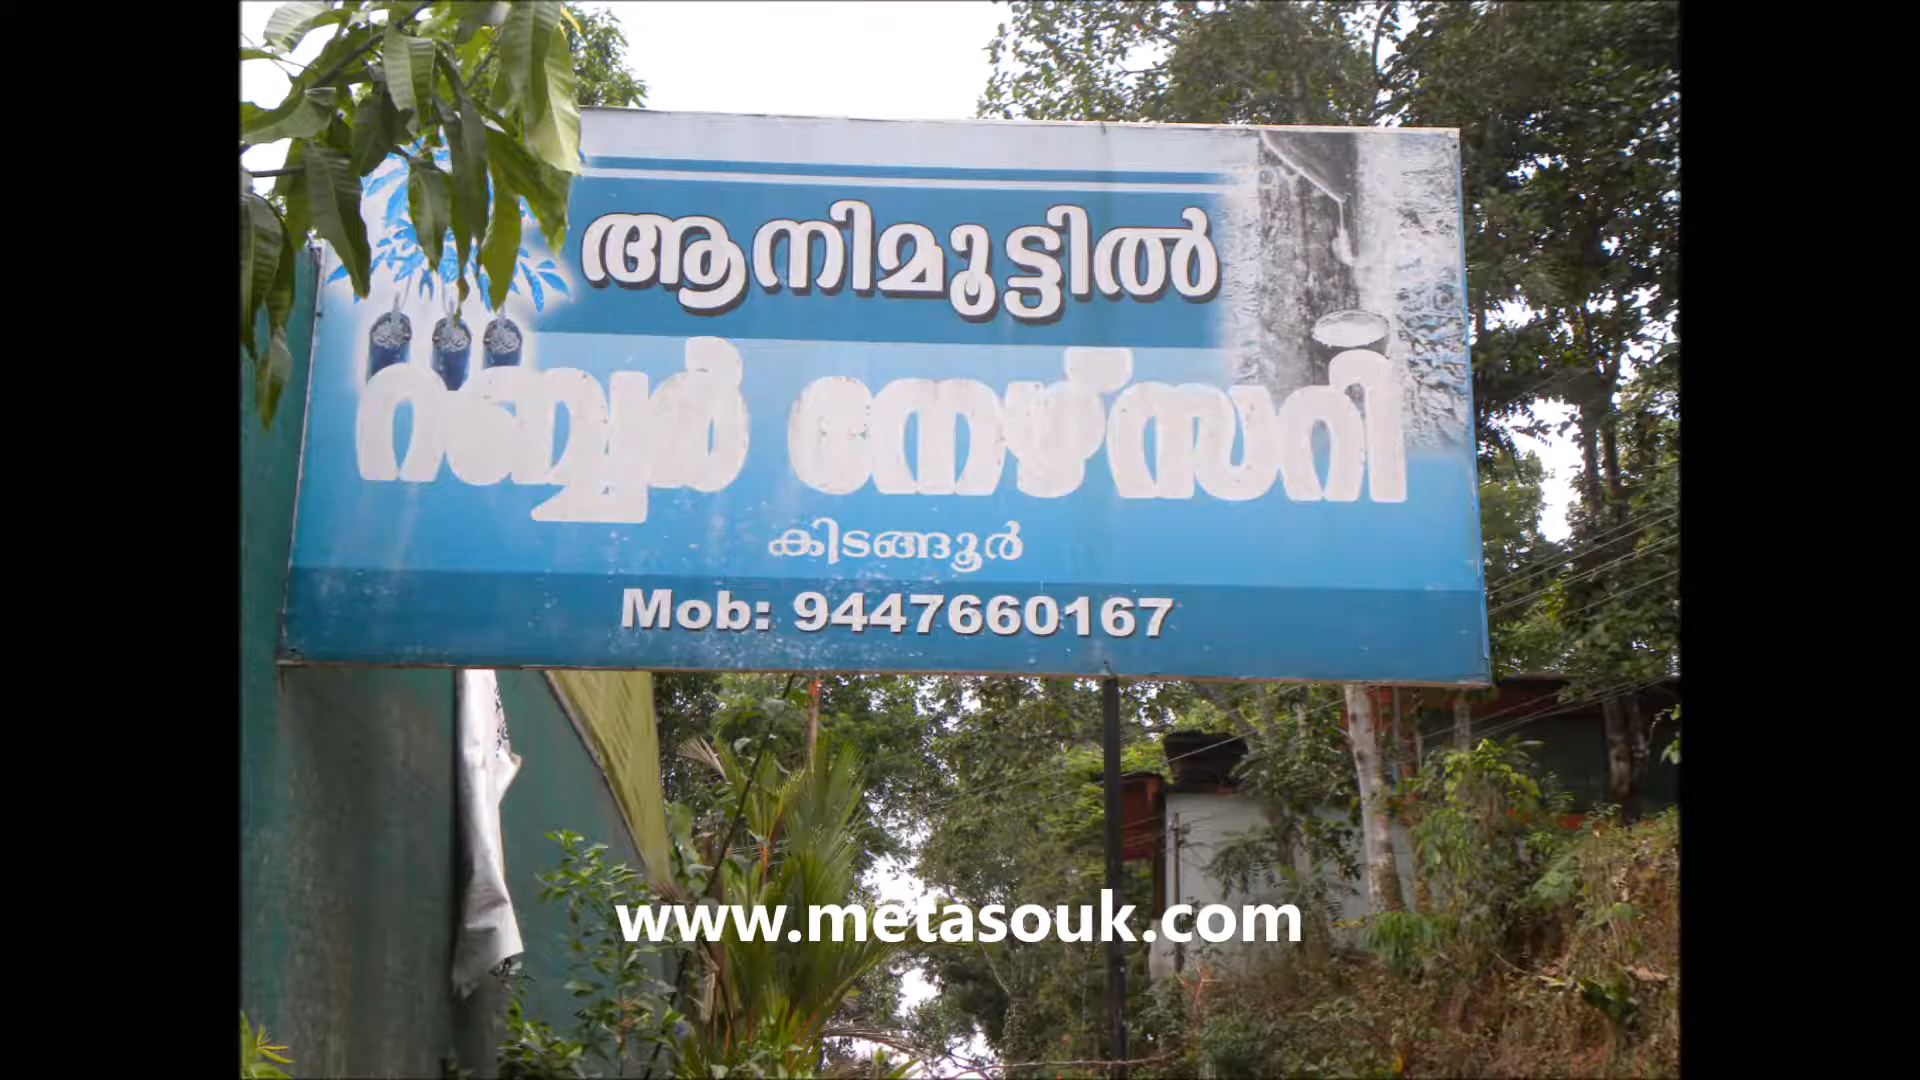 ആനിമൂട്ടിൽ
റബ്ബർ നേഴ്സറി
കിടങ്ങൂർ
Mob: 9447660167
www.metasouk.com